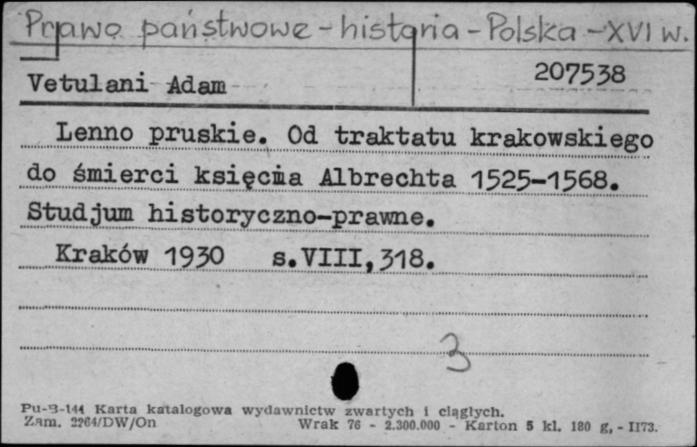 Prawo państwowe - historia - Polska - XVI w.
Vetulani Adam 207538
Lenno pruskie. Od traktatu krakowskiego
do śmierci księcia Albrechta 1525-1568.
Studjum historyczno-prawne.
Kraków 1930 s.VIII,318.
3
Pu-B-144 Karta katalogowa wydawnictw zwartych i ciągłych.
Zam. 2264/DW/On Wrak 76 - 2.300.000 - Karton 5 kl. 180 g, - II73.